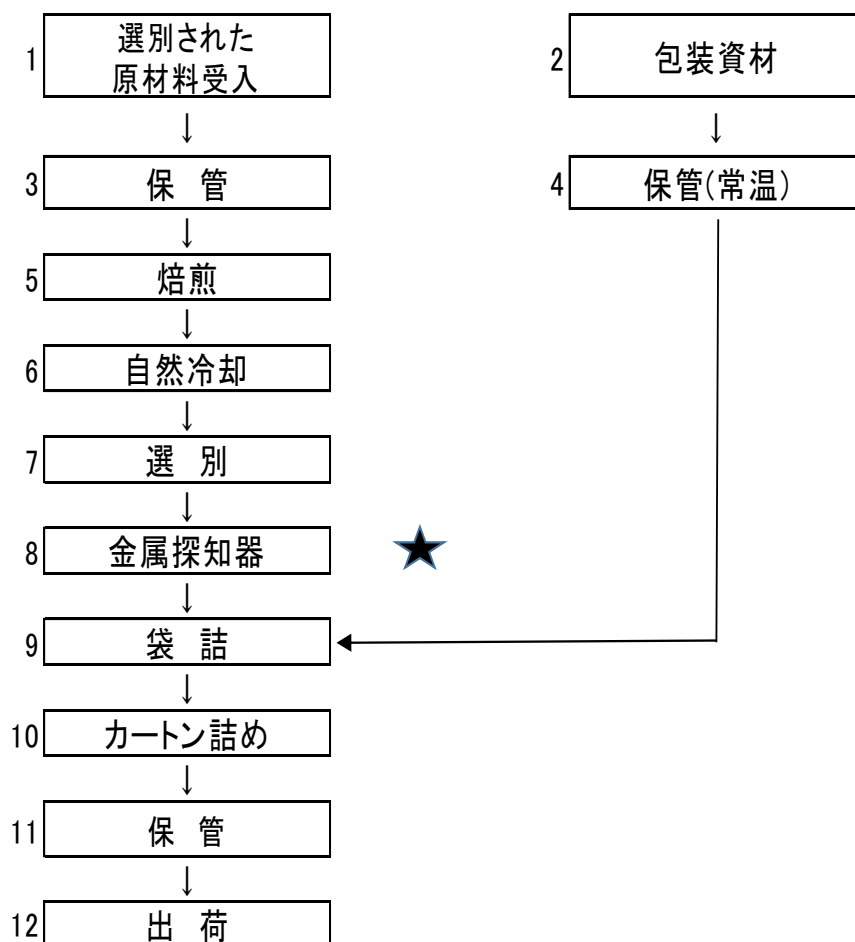 1 選別された
原材料受入
2 包装資材
↓ ↓
3 保 管
4 保管(常温)
↓
5 焙煎
↓
6 自然冷却
↓
7 選 別
↓
8 金属探知器
★
↓
9 袋 詰
↓
10 カートン詰め
↓
11 保 管
↓
12 出 荷